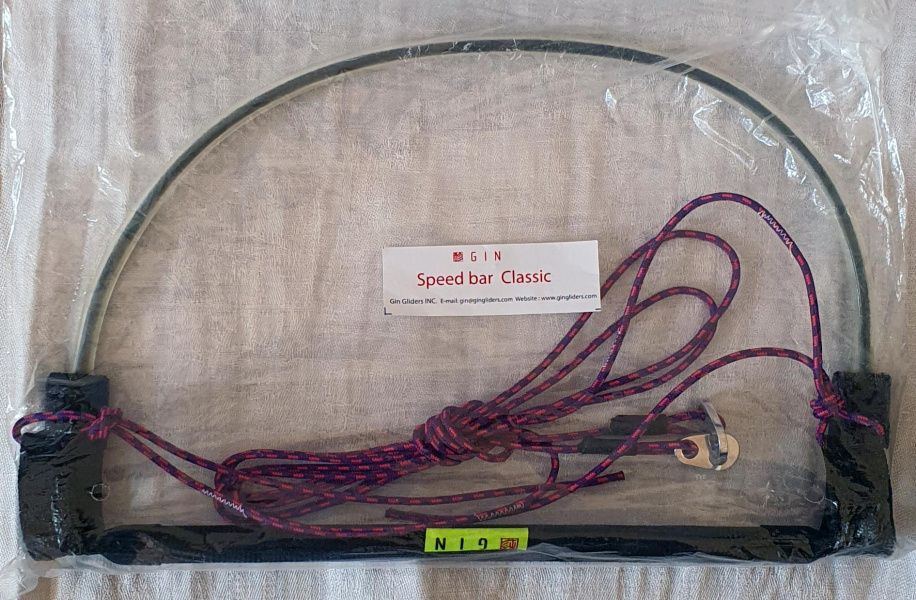 GIN
Speed bar Classic
Gin Gliders INC. E-mail: gin@gingliders.com Website : www.gingliders.com
GIN